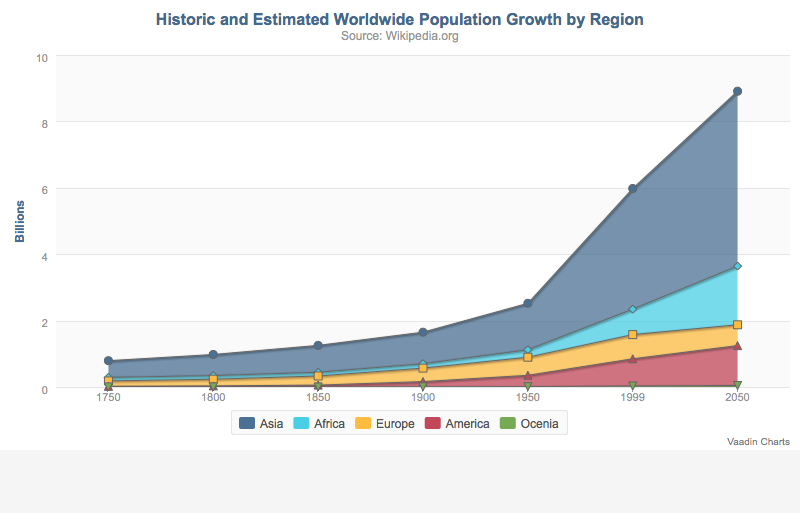 Historic and Estimated Worldwide Population Growth by Region
Source: Wikipedia.org
Billions
10
8
6
4
2
0
1750 1800 1850 1900 1950 1999 2050
Asia Africa Europe America Ocenia
Vaadin Charts